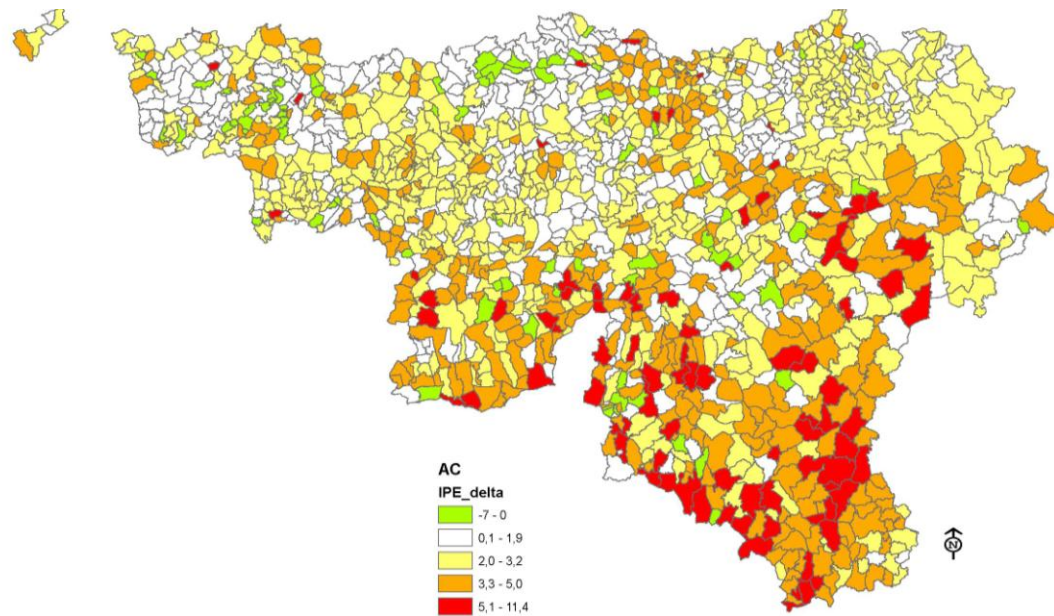 AC
IPE_delta
-7 - 0
0,1 - 1,9
2,0 - 3,2
3,3 - 5,0
5,1 - 11,4
N